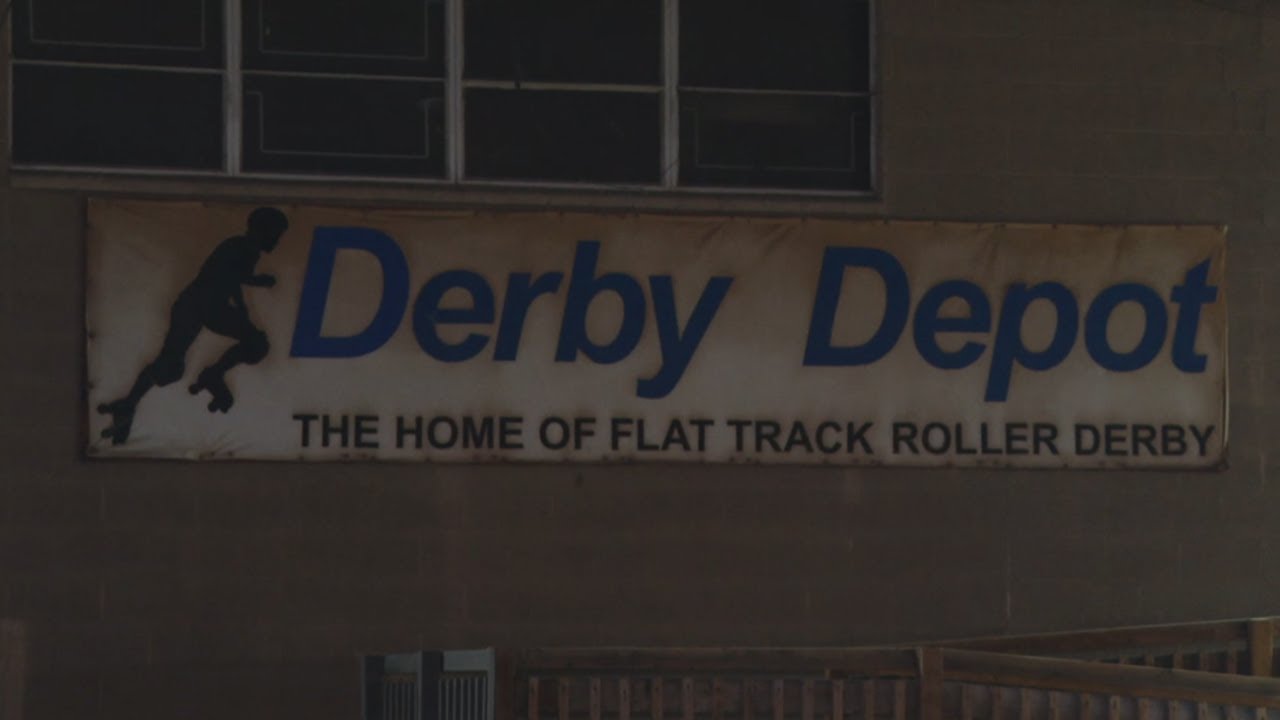 Derby Depot
THE HOME OF FLAT TRACK ROLLER DERBY